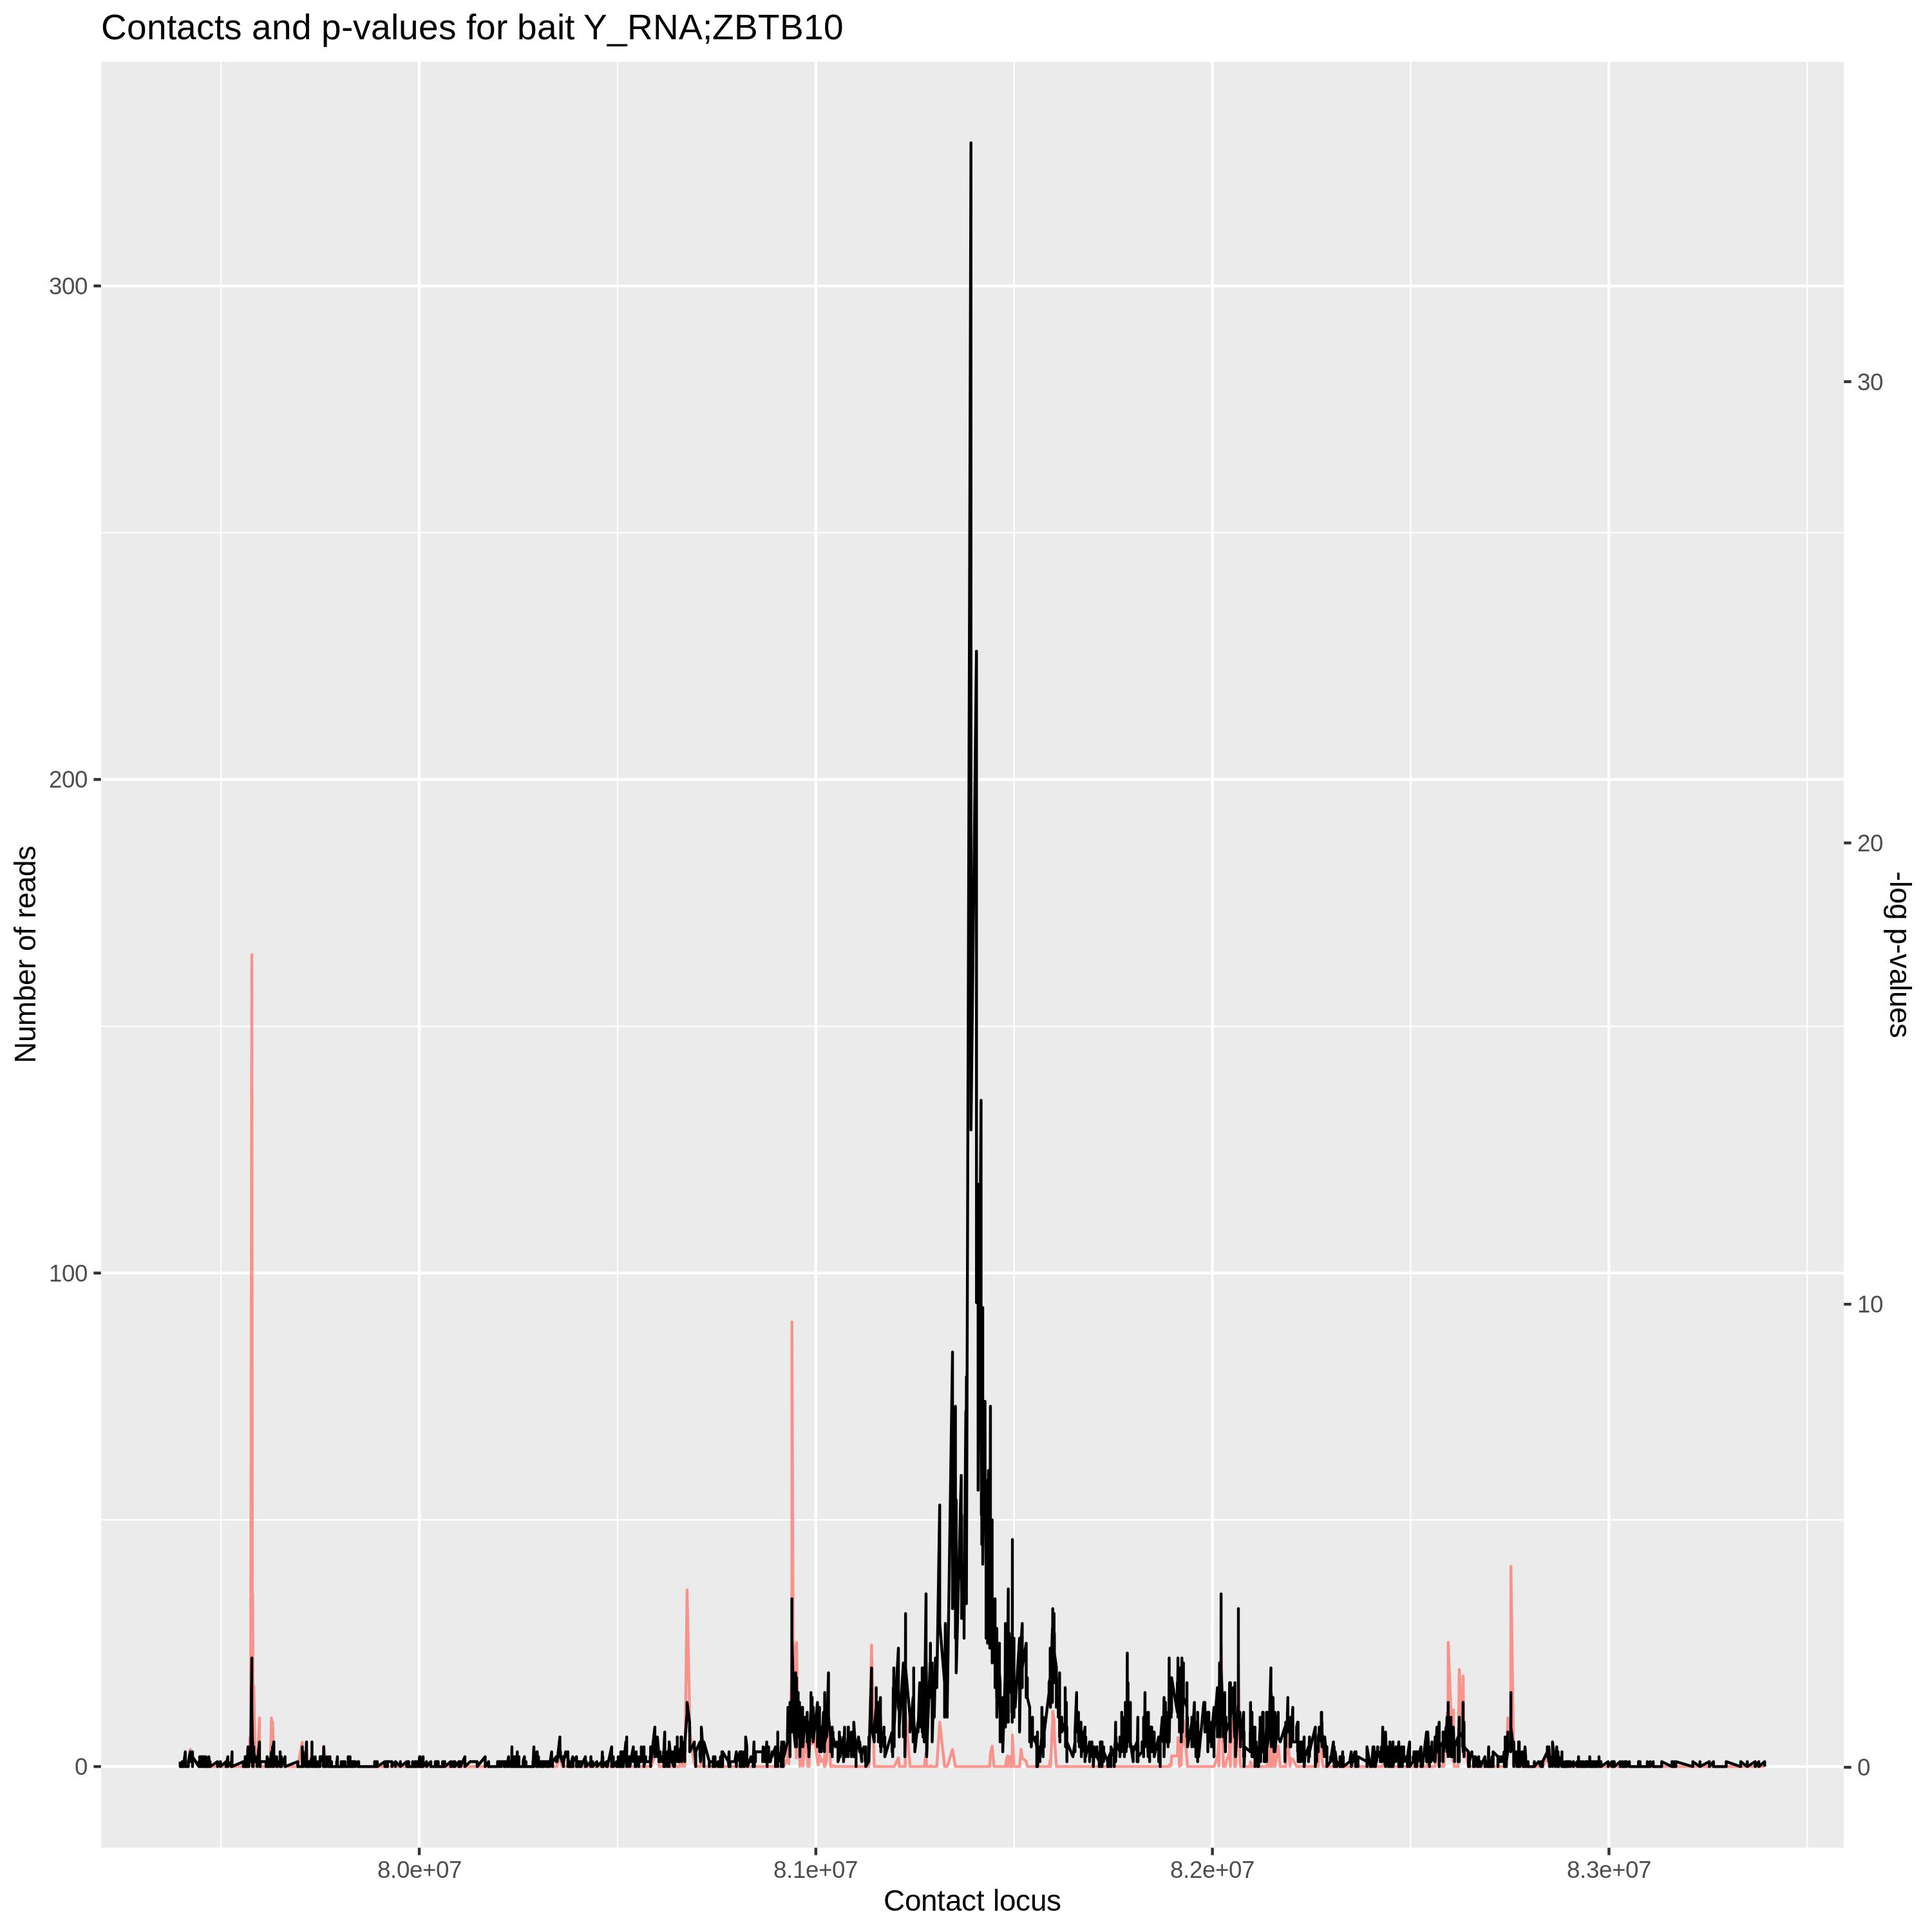 Contacts and p-values for bait Y_RNA;ZBTB10
300
200
100
0
Number of reads
30
20
10
0
-log p-values
8.0e+07
8.1e+07
8.2e+07
8.3e+07
Contact locus